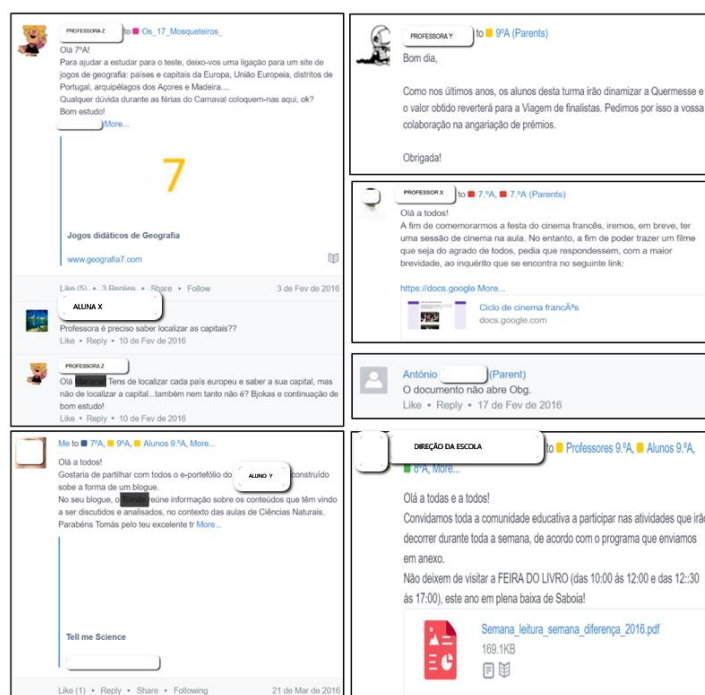 PROFESSORA Z to Os_17_Mosqueteiros_
Olá 7ºA!
Para ajudar a estudar para o teste, deixo-vos uma ligação para um site de
jogos de geografia: países e capitais da Europa, União Europeia, distritos de
Portugal, arquipélagos dos Açores e Madeira....
Qualquer dúvida durante as férias do Carnaval coloquem-nas aqui, ok?
Bom estudo!
More...
7
Jogos didáticos de Geografia
www.geografia7.com
Like (5) • 3 Replies • Share • Follow 3 de Fev de 2016
ALUNA X
Professora é preciso saber localizar as capitais??
Like • Reply • 10 de Fev de 2016
PROFESSORA Z
Olá Tens de localizar cada país europeu e saber a sua capital, mas
não de localizar a capital...também nem tanto não é? Bjokas e continuação de
bom estudo!
Like • Reply • 10 de Fev de 2016
Me to 7ºA, 9ºA, Alunos 9.ºA, More...
Olá a todos!
Gostaria de partilhar com todos o e-portefólio do ALUNO Y construído
sobe a forma de um blogue.
No seu blogue, o reúne informação sobre os conteúdos que têm vindo
a ser discutidos e analisados, no contexto das aulas de Ciências Naturais.
Parabéns Tomás pelo teu excelente tr More...
Tell me Science
Like (1) • Reply • Share • Following 21 de Mar de 2016
PROFESSORA Y to 9ºA (Parents)
Bom dia,
Como nos últimos anos, os alunos desta turma irão dinamizar a Quermesse e
o valor obtido reverterá para a Viagem de finalistas. Pedimos por isso a vossa
colaboração na angariação de prémios.
Obrigada!
PROFESSOR X to 7.ºA, 7.ºA (Parents)
Olá a todos!
A fim de comemorarmos a festa do cinema francês, iremos, em breve, ter
uma sessão de cinema na aula. No entanto, a fim de poder trazer um filme
que seja do agrado de todos, pedia que respondessem, com a maior
brevidade, ao inquérito que se encontra no seguinte link:
https://docs.google More...
Ciclo de cinema francÃªs
docs.google.com
António (Parent)
O documento não abre Obg.
Like • Reply • 17 de Fev de 2016
DIREÇÃO DA ESCOLA to Professores 9.ºA, Alunos 9.ºA,
8ºA, More...
Olá a todas e a todos!
Convidamos toda a comunidade educativa a participar nas atividades que irão
decorrer durante toda a semana, de acordo com o programa que enviamos
em anexo.
Não deixem de visitar a FEIRA DO LIVRO (das 10:00 às 12:00 e das 12::30
às 17:00), este ano em plena baixa de Saboia!
Semana_leitura_semana_diferença_2016.pdf
169.1KB